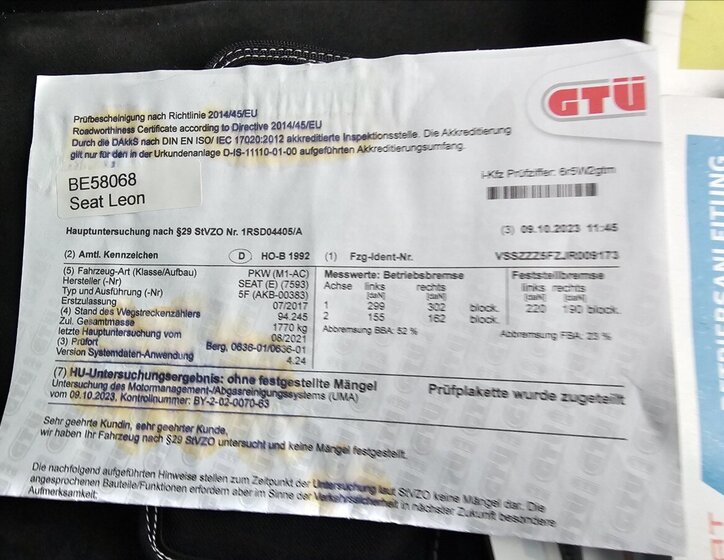 GTÜ
Prüfbescheinigung nach Richtlinie 2014/45/EU
Roadworthiness Certificate according to Directive 2014/45/EU
Durch die DAkkS nach DIN EN ISO/ IEC 17020:2012 akkreditierte Inspektionsstelle. Die Akkreditierung
gilt nur für den in der Urkundenanlage D-IS-11110-01-00 aufgeführten Akkreditierungsumfang.
BE58068
Seat Leon
i-Kfz Prüfziffer: 6r5W2gtm
Hauptuntersuchung nach §29 StVZO Nr. 1RSD04405/A
(3) 09.10.2023 11:45
(2) Amtl. Kennzeichen D HO-B 1992 (1) Fzg-Ident-Nr. VSSZZZ5FZJR009173
(5) Fahrzeug-Art (Klasse/Aufbau) PKW (M1-AC)
Hersteller (-Nr) SEAT (E) (7593)
Typ und Ausführung (-Nr) 5F (AKB-00383)
Erstzulassung 07/2017
(4) Stand des Wegstreckenzählers 94.245
Zul. Gesamtmasse 1770 kg
letzte Hauptuntersuchung vom 08/2021
(3) Prüfort Berg, 0636-01/0636-01
Version Systemdaten-Anwendung 4.24
Messwerte: Betriebsbremse Feststellbremse
Achse links rechts links rechts
[daN] [daN] [daN] [daN]
1 299 302 block. 220 190 block.
2 155 162 block.
Abbremsung BBA: 52 % Abbremsung FBA: 23 %
(7) HU-Untersuchungsergebnis: ohne festgestellte Mängel Prüfplakette wurde zugeteilt
Untersuchung des Motormanagement-/Abgasreinigungssystems (UMA)
vom 09.10.2023, Kontrollnummer: BY-2-02-0070-63
Sehr geehrte Kundin, sehr geehrter Kunde,
wir haben Ihr Fahrzeug nach §29 StVZO untersucht und keine Mängel festgestellt.
Die nachfolgend aufgeführten Hinweise stellen zum Zeitpunkt der Untersuchung laut StVZO keine Mängel dar. Die
angesprochenen Bauteile/Funktionen erfordern aber im Sinne der Verkehrssicherheit in nächster Zukunft besondere
Aufmerksamkeit: